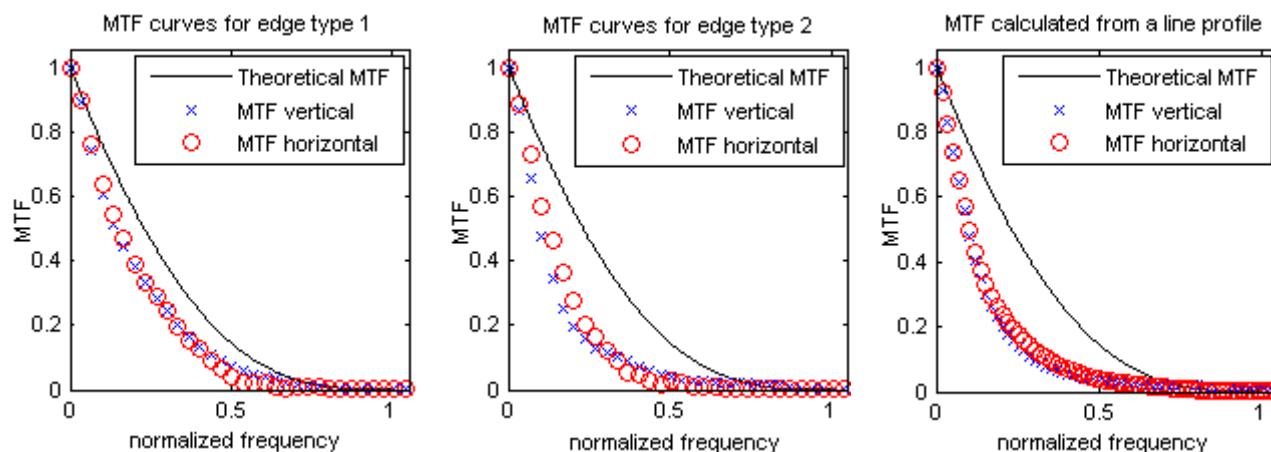 MTF curves for edge type 1
1
0.8
0.6
0.4
0.2
0
MTF
Theoretical MTF
MTF vertical
MTF horizontal
0
0.5
1
normalized frequency
MTF curves for edge type 2
1
0.8
0.6
0.4
0.2
0
MTF
Theoretical MTF
MTF vertical
MTF horizontal
0
0.5
1
normalized frequency
MTF calculated from a line profile
1
0.8
0.6
0.4
0.2
0
MTF
Theoretical MTF
MTF vertical
MTF horizontal
0
0.5
1
normalized frequency